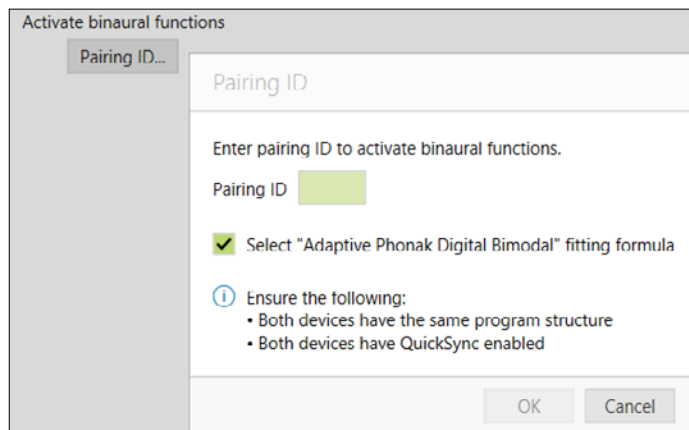 Activate binaural functions
Pairing ID...
Pairing ID
Enter pairing ID to activate binaural functions.
Pairing ID
Select "Adaptive Phonak Digital Bimodal" fitting formula
Ensure the following:
• Both devices have the same program structure
• Both devices have QuickSync enabled
OK Cancel